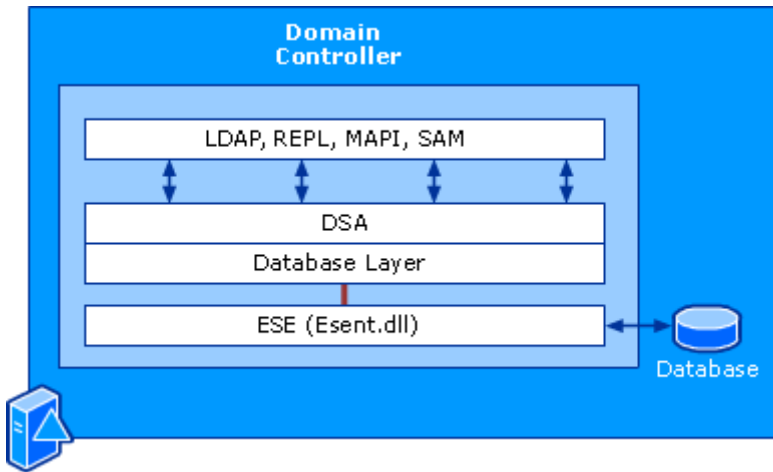 Domain
Controller
LDAP, REPL, MAPI, SAM
DSA
Database Layer
ESE (Esent.dll)
Database